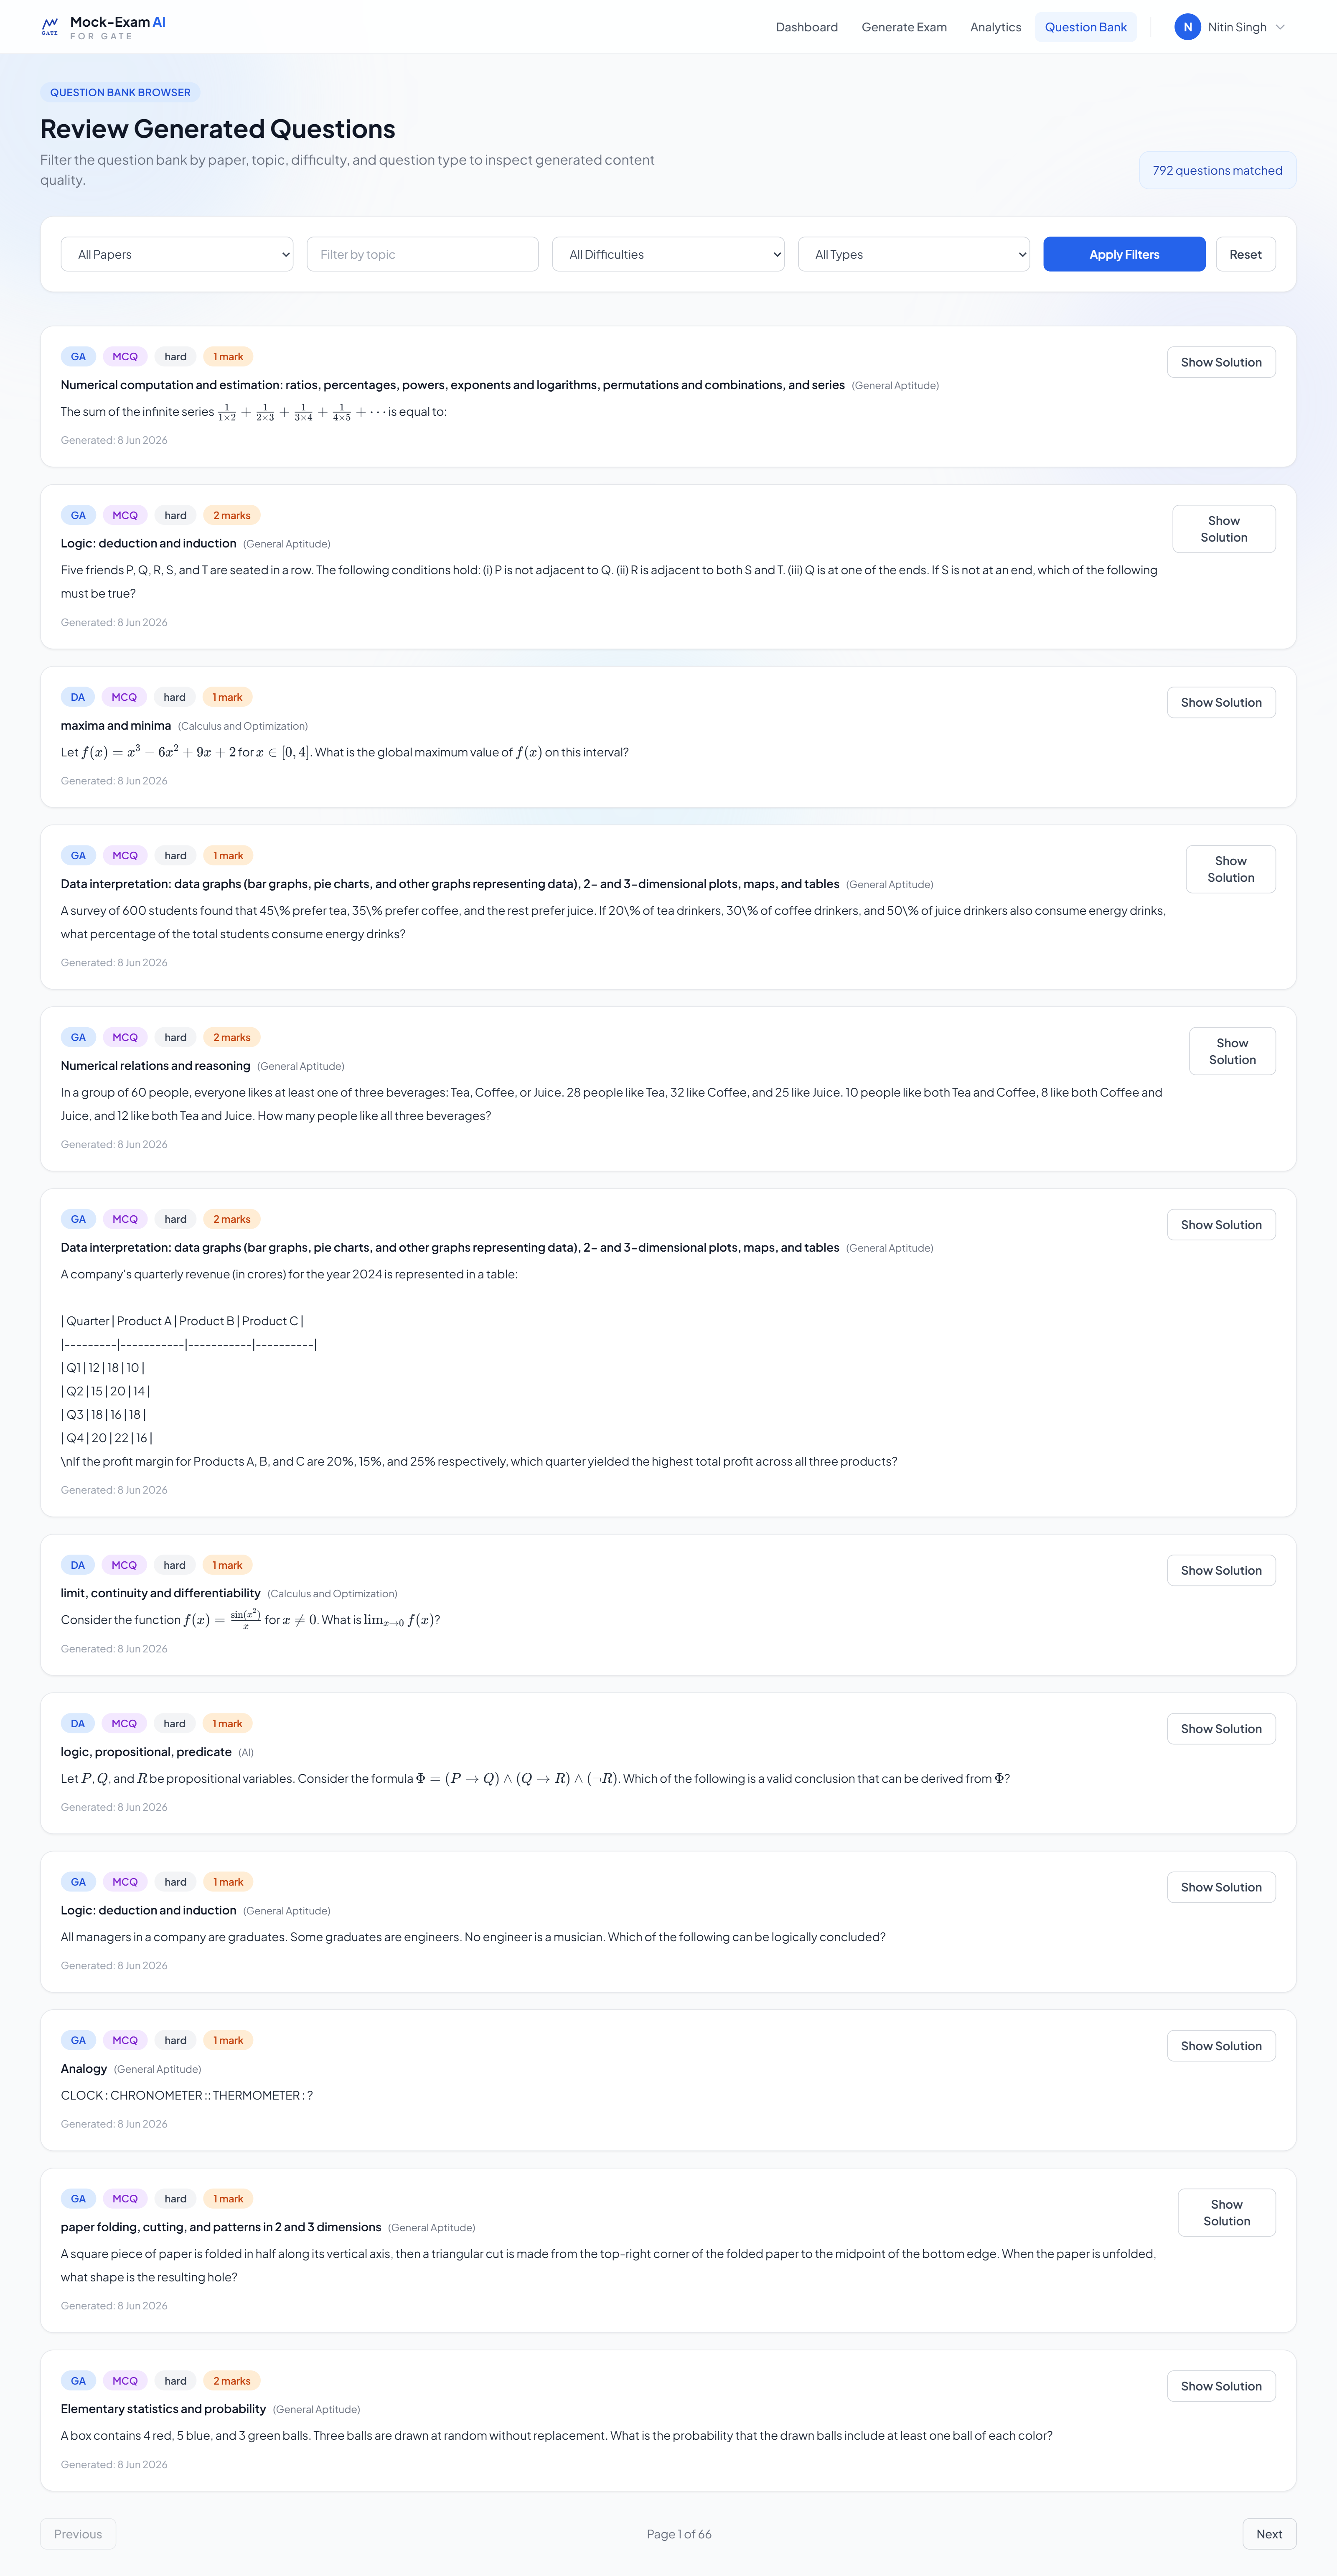 Mock-Exam AI
FOR GATE
GATE
Dashboard
Generate Exam
Analytics
Question Bank
N
Nitin Singh
QUESTION BANK BROWSER
Review Generated Questions
Filter the question bank by paper, topic, difficulty, and question type to inspect generated content
quality.
792 questions matched
All Papers
Filter by topic
All Difficulties
All Types
Apply Filters
Reset
GA MCQ hard 1 mark
Show Solution
Numerical computation and estimation: ratios, percentages, powers, exponents and logarithms, permutations and combinations, and series (General Aptitude)
The sum of the infinite series 1/1×2 + 1/2×3 + 1/3×4 + 1/4×5 + ⋯ is equal to:
Generated: 8 Jun 2026
GA MCQ hard 2 marks
Show
Solution
Logic: deduction and induction (General Aptitude)
Five friends P, Q, R, S, and T are seated in a row. The following conditions hold: (i) P is not adjacent to Q. (ii) R is adjacent to both S and T. (iii) Q is at one of the ends. If S is not at an end, which of the following
must be true?
Generated: 8 Jun 2026
DA MCQ hard 1 mark
Show Solution
maxima and minima (Calculus and Optimization)
Let f(x) = x³ − 6x² + 9x + 2 for x ∈ [0, 4]. What is the global maximum value of f(x) on this interval?
Generated: 8 Jun 2026
GA MCQ hard 1 mark
Show
Solution
Data interpretation: data graphs (bar graphs, pie charts, and other graphs representing data), 2- and 3-dimensional plots, maps, and tables (General Aptitude)
A survey of 600 students found that 45\% prefer tea, 35\% prefer coffee, and the rest prefer juice. If 20\% of tea drinkers, 30\% of coffee drinkers, and 50\% of juice drinkers also consume energy drinks,
what percentage of the total students consume energy drinks?
Generated: 8 Jun 2026
GA MCQ hard 2 marks
Show
Solution
Numerical relations and reasoning (General Aptitude)
In a group of 60 people, everyone likes at least one of three beverages: Tea, Coffee, or Juice. 28 people like Tea, 32 like Coffee, and 25 like Juice. 10 people like both Tea and Coffee, 8 like both Coffee and
Juice, and 12 like both Tea and Juice. How many people like all three beverages?
Generated: 8 Jun 2026
GA MCQ hard 2 marks
Show Solution
Data interpretation: data graphs (bar graphs, pie charts, and other graphs representing data), 2- and 3-dimensional plots, maps, and tables (General Aptitude)
A company's quarterly revenue (in crores) for the year 2024 is represented in a table:
| Quarter | Product A | Product B | Product C |
|---------|-----------|-----------|----------|
| Q1 | 12 | 18 | 10 |
| Q2 | 15 | 20 | 14 |
| Q3 | 18 | 16 | 18 |
| Q4 | 20 | 22 | 16 |
\nIf the profit margin for Products A, B, and C are 20%, 15%, and 25% respectively, which quarter yielded the highest total profit across all three products?
Generated: 8 Jun 2026
DA MCQ hard 1 mark
Show Solution
limit, continuity and differentiability (Calculus and Optimization)
Consider the function f(x) = sin(x²)/x for x ≠ 0. What is lim x→0 f(x)?
Generated: 8 Jun 2026
DA MCQ hard 1 mark
Show Solution
logic, propositional, predicate (AI)
Let P, Q, and R be propositional variables. Consider the formula Φ = (P → Q) ∧ (Q → R) ∧ (¬R). Which of the following is a valid conclusion that can be derived from Φ?
Generated: 8 Jun 2026
GA MCQ hard 1 mark
Show Solution
Logic: deduction and induction (General Aptitude)
All managers in a company are graduates. Some graduates are engineers. No engineer is a musician. Which of the following can be logically concluded?
Generated: 8 Jun 2026
GA MCQ hard 1 mark
Show Solution
Analogy (General Aptitude)
CLOCK : CHRONOMETER :: THERMOMETER : ?
Generated: 8 Jun 2026
GA MCQ hard 1 mark
Show
Solution
paper folding, cutting, and patterns in 2 and 3 dimensions (General Aptitude)
A square piece of paper is folded in half along its vertical axis, then a triangular cut is made from the top-right corner of the folded paper to the midpoint of the bottom edge. When the paper is unfolded,
what shape is the resulting hole?
Generated: 8 Jun 2026
GA MCQ hard 2 marks
Show Solution
Elementary statistics and probability (General Aptitude)
A box contains 4 red, 5 blue, and 3 green balls. Three balls are drawn at random without replacement. What is the probability that the drawn balls include at least one ball of each color?
Generated: 8 Jun 2026
Previous
Page 1 of 66
Next